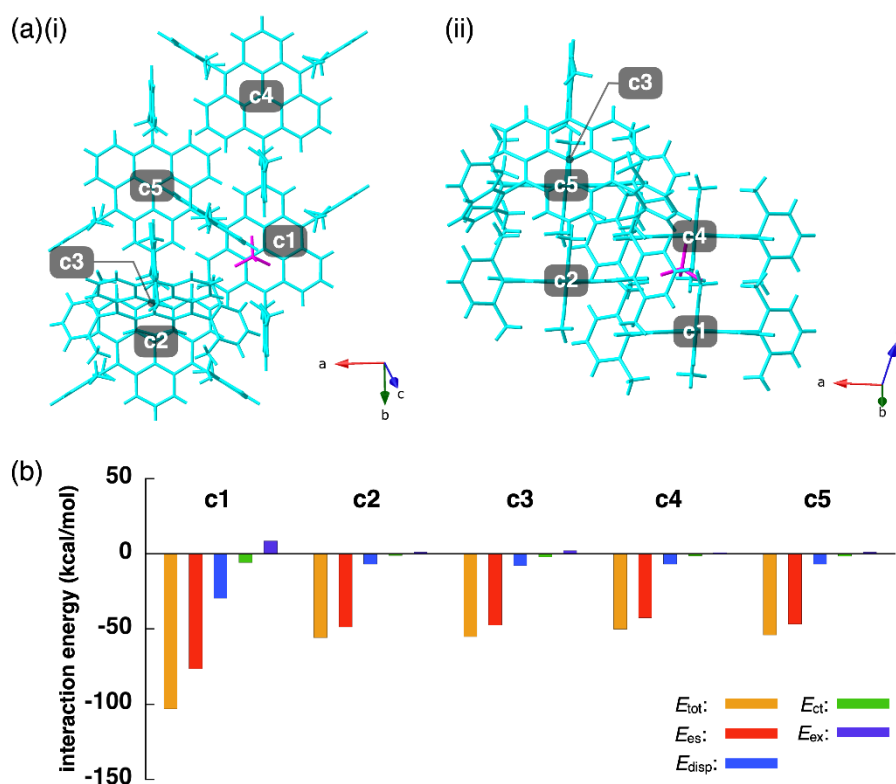 (a)(i)
(ii)
c4
c5
c1
c3
c2
a
b
c
c3
c5
c4
c2
c1
a
b
(b)
interaction energy (kcal/mol)
50
0
-50
-100
-150
c1 c2 c3 c4 c5
Etot: Ect:
Ees: Eex:
Edisp: